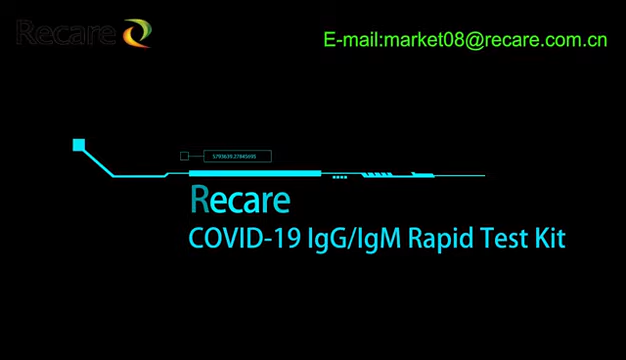 Recare
E-mail:market08@recare.com.cn
Recare
COVID-19 IgG/IgM Rapid Test Kit